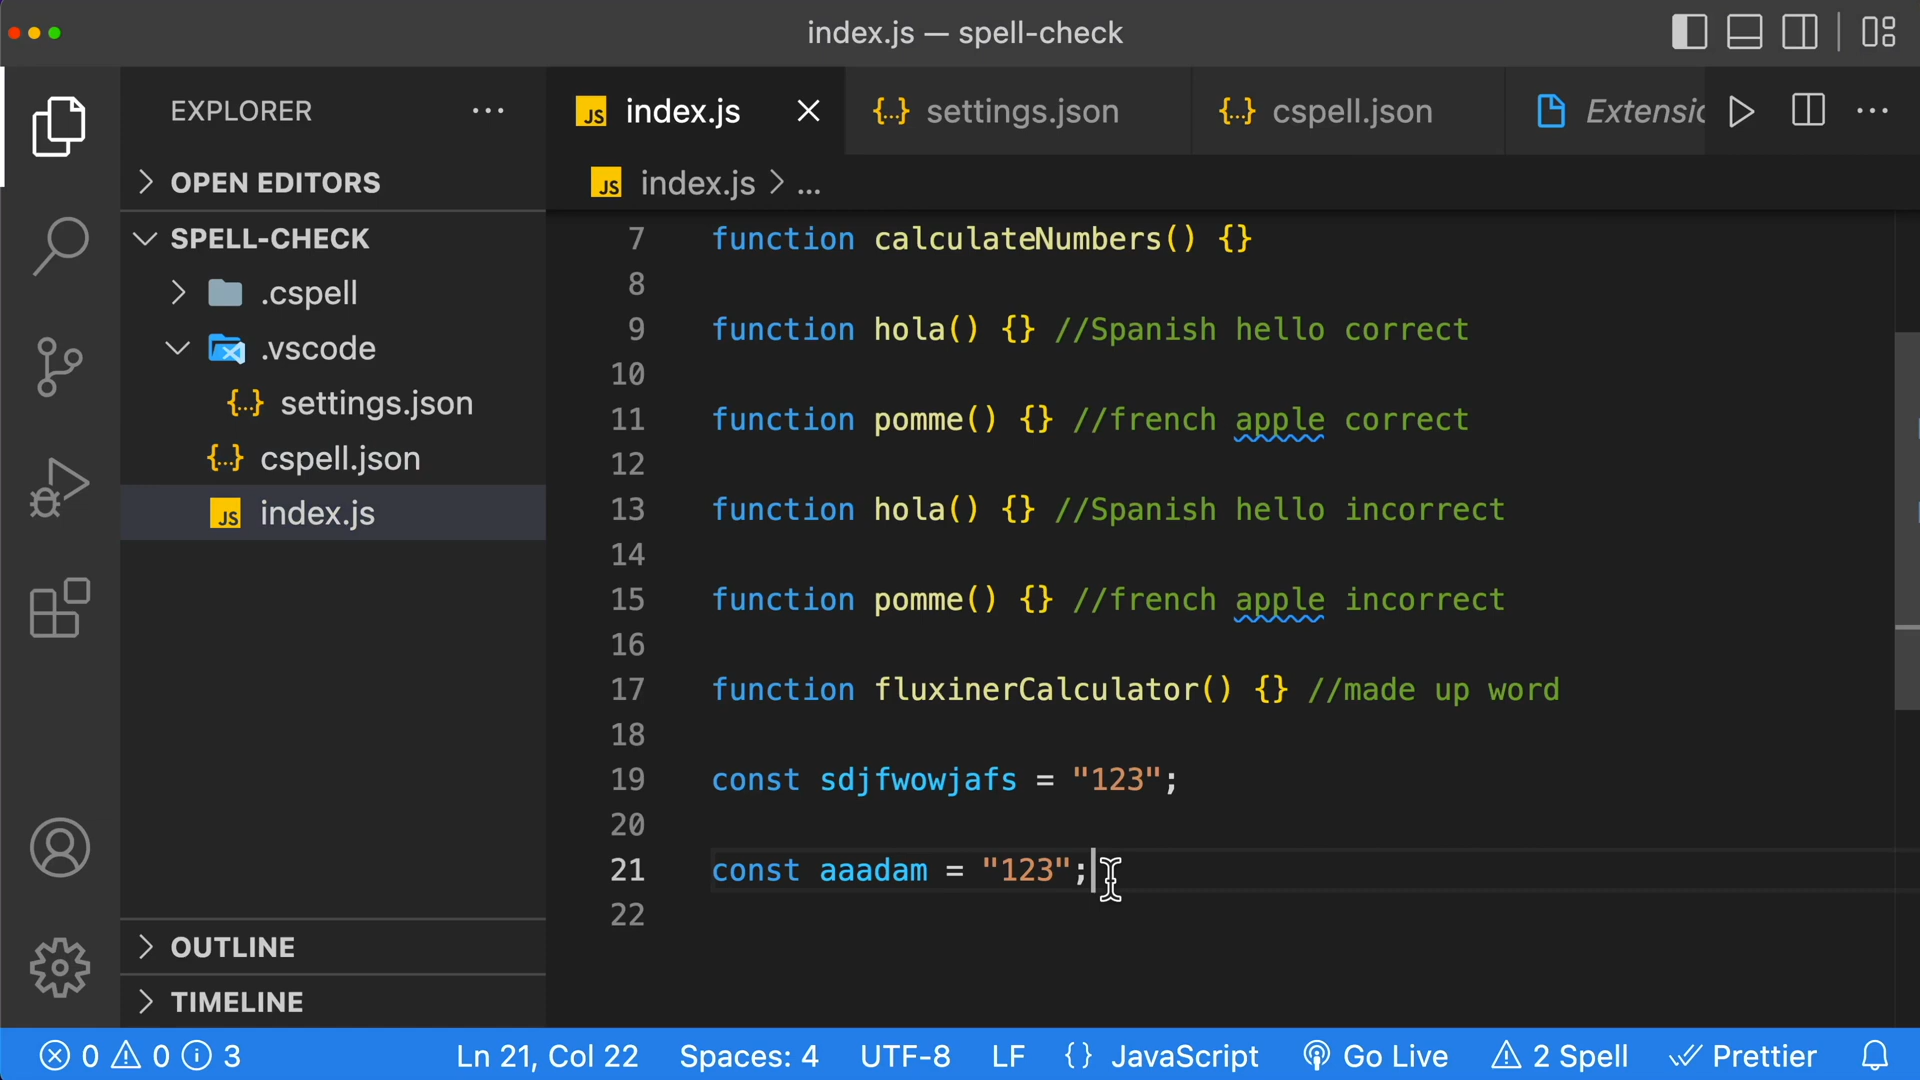 index.js — spell-check
EXPLORER
OPEN EDITORS
SPELL-CHECK
.cspell
.vscode
{..} settings.json
{..} cspell.json
JS index.js
OUTLINE
TIMELINE
JS index.js
{..} settings.json
{..} cspell.json
Extensio
JS index.js > ...
7 function calculateNumbers() {}
8
9 function hola() {} //Spanish hello correct
10
11 function pomme() {} //french apple correct
12
13 function hola() {} //Spanish hello incorrect
14
15 function pomme() {} //french apple incorrect
16
17 function fluxinerCalculator() {} //made up word
18
19 const sdjfwowjafs = "123";
20
21 const aaadam = "123";
22
0 0 3 Ln 21, Col 22 Spaces: 4 UTF-8 LF {} JavaScript Go Live 2 Spell Prettier